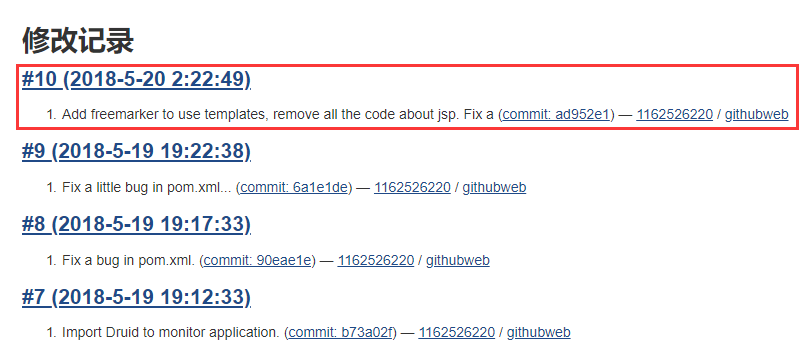 修改记录
#10 (2018-5-20 2:22:49)
1. Add freemarker to use templates, remove all the code about jsp. Fix a (commit: ad952e1) — 1162526220 / githubweb
#9 (2018-5-19 19:22:38)
1. Fix a little bug in pom.xml... (commit: 6a1e1de) — 1162526220 / githubweb
#8 (2018-5-19 19:17:33)
1. Fix a bug in pom.xml. (commit: 90eae1e) — 1162526220 / githubweb
#7 (2018-5-19 19:12:33)
1. Import Druid to monitor application. (commit: b73a02f) — 1162526220 / githubweb